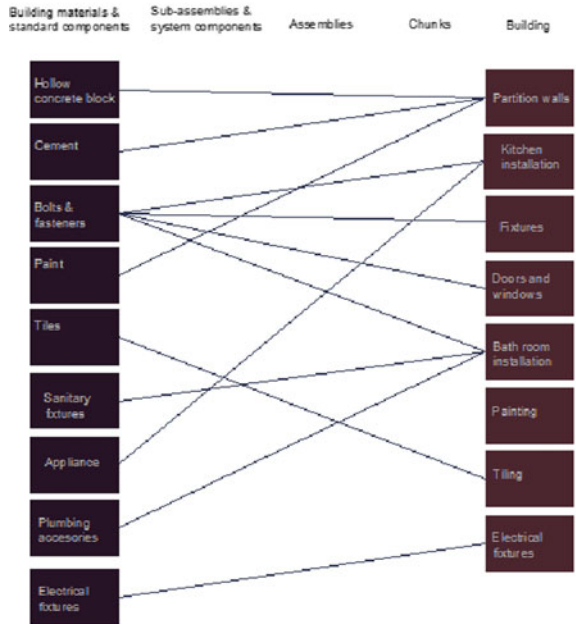 Building materials &
standard components
Sub-assemblies &
system components
Assemblies
Chunks
Building
Hollow
concrete block
Cement
Bolts &
fasteners
Paint
Tiles
Sanitary
fixtures
Appliance
Plumbing
accesories
Electrical
fixtures
Partition walls
Kitchen
installation
Fixtures
Doors and
windows
Bath room
installation
Painting
Tiling
Electrical
fixtures